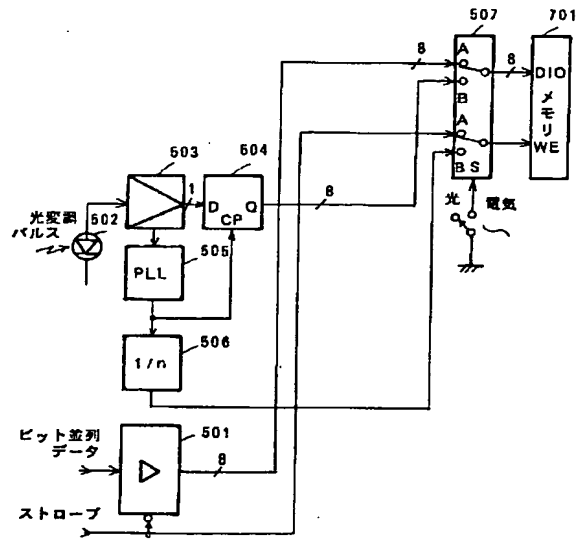 507
701
8
A
B
A
B S
8
DIO
メモリ
WE
503
504
1
D
Q
CP
8
光変調
パルス
502
光
電気
PLL
505
1/n
506
ビット並列
データ
501
8
ストローブ